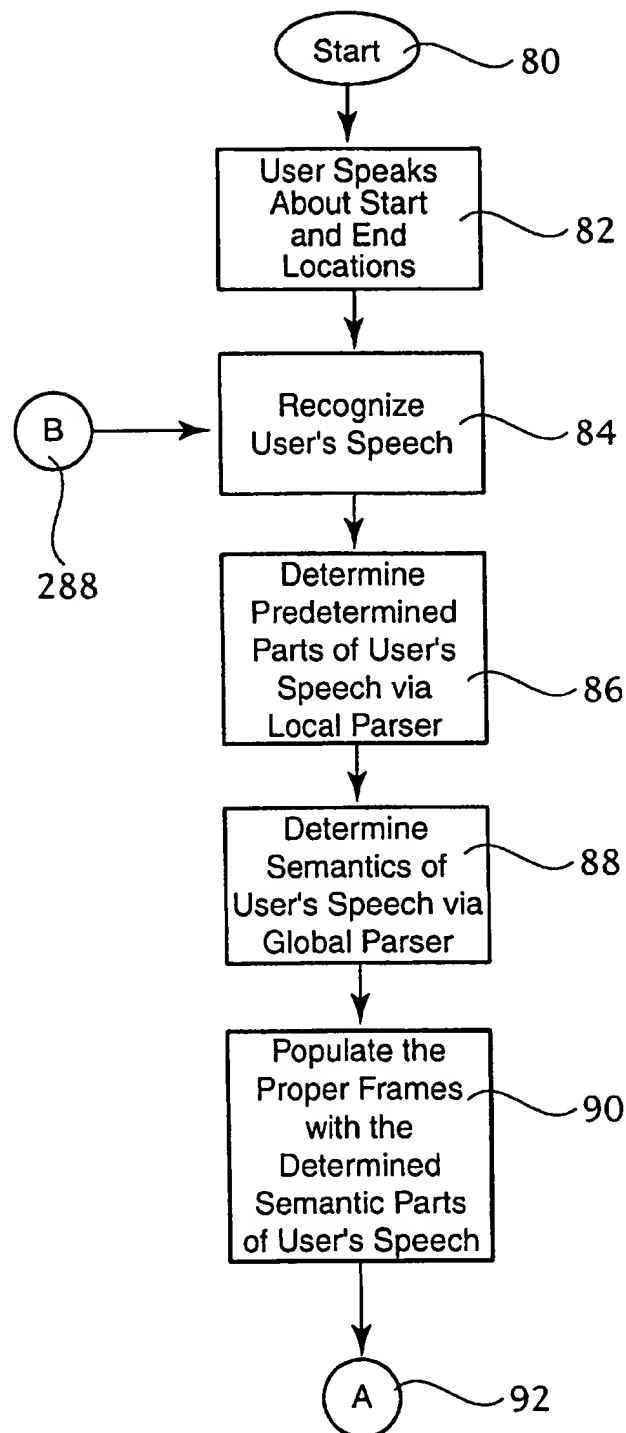 Start
80
User Speaks
About Start
and End
Locations
82
B
288
Recognize
User's Speech
84
Determine
Predetermined
Parts of User's
Speech via
Local Parser
86
Determine
Semantics of
User's Speech via
Global Parser
88
Populate the
Proper Frames
with the
Determined
Semantic Parts
of User's Speech
90
A
92